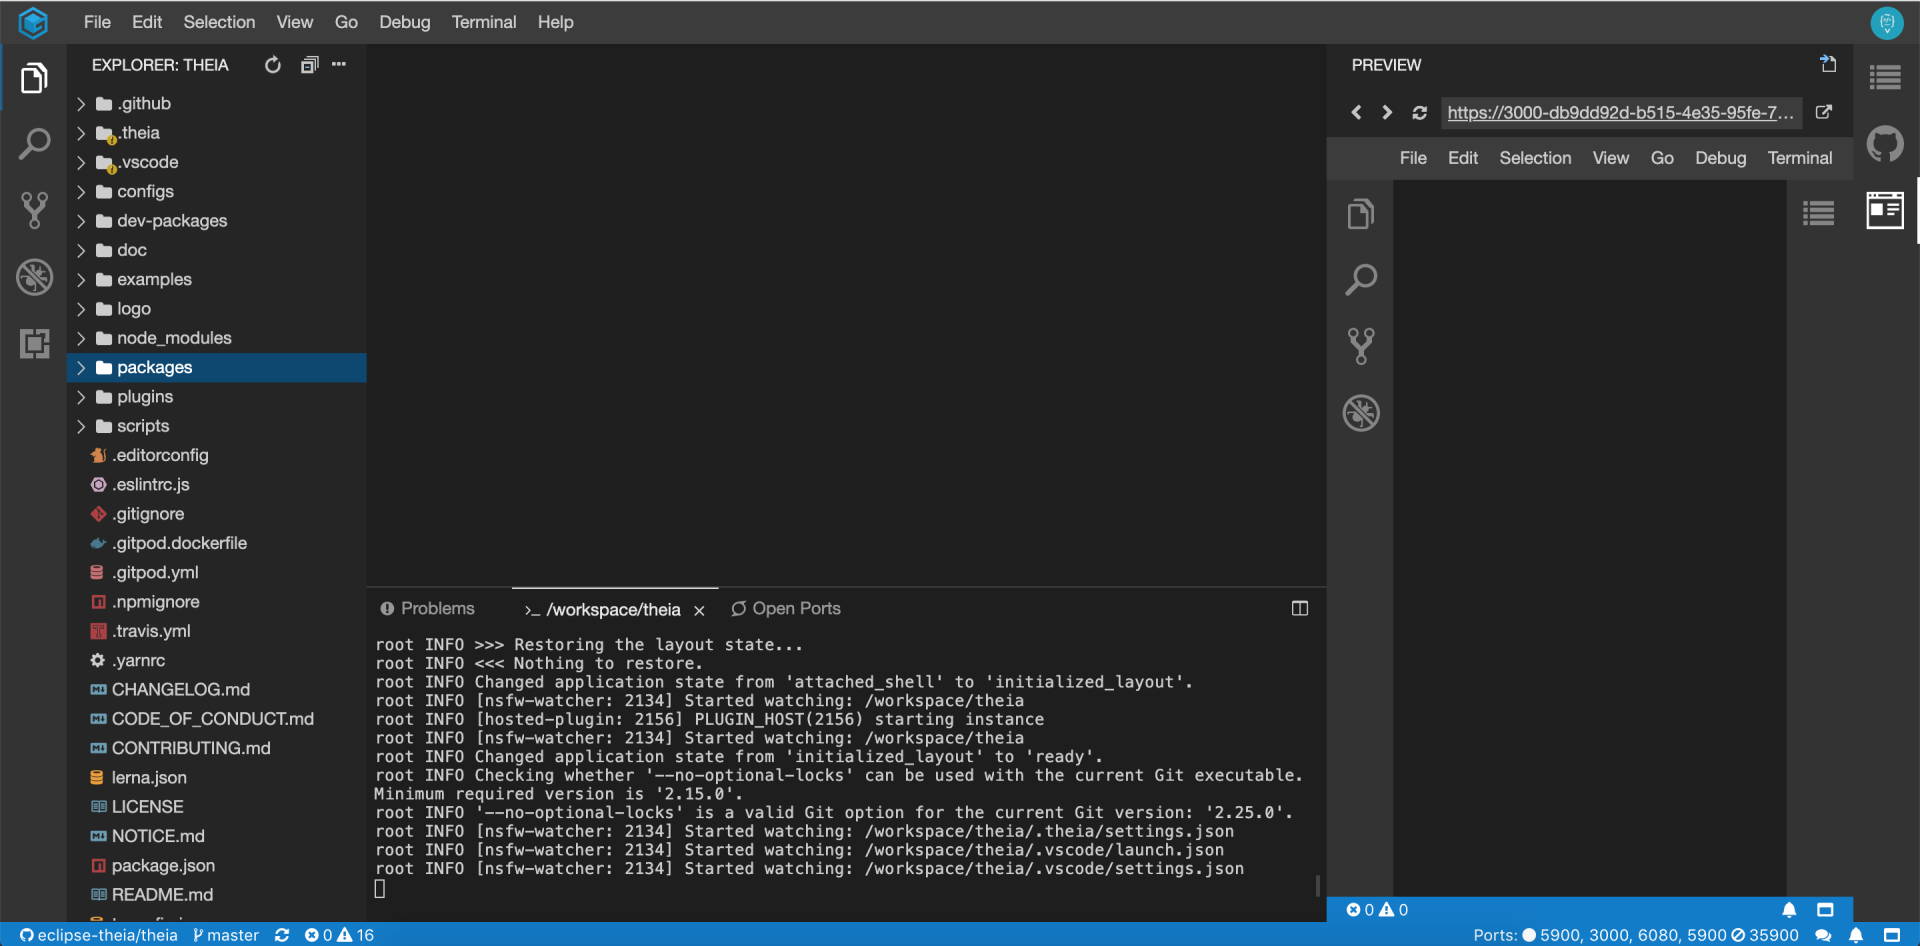 File Edit Selection View Go Debug Terminal Help
EXPLORER: THEIA
.github
.theia
.vscode
configs
dev-packages
doc
examples
logo
node_modules
packages
plugins
scripts
.editorconfig
.eslintrc.js
.gitignore
.gitpod.dockerfile
.gitpod.yml
.npmignore
.travis.yml
.yarnrc
CHANGELOG.md
CODE_OF_CONDUCT.md
CONTRIBUTING.md
lerna.json
LICENSE
NOTICE.md
package.json
README.md
Problems >_ /workspace/theia × Open Ports
root INFO >>> Restoring the layout state...
root INFO <<< Nothing to restore.
root INFO Changed application state from 'attached_shell' to 'initialized_layout'.
root INFO [nsfw-watcher: 2134] Started watching: /workspace/theia
root INFO [hosted-plugin: 2156] PLUGIN_HOST(2156) starting instance
root INFO [nsfw-watcher: 2134] Started watching: /workspace/theia
root INFO Changed application state from 'initialized_layout' to 'ready'.
root INFO Checking whether '--no-optional-locks' can be used with the current Git executable.
Minimum required version is '2.15.0'.
root INFO '--no-optional-locks' is a valid Git option for the current Git version: '2.25.0'.
root INFO [nsfw-watcher: 2134] Started watching: /workspace/theia/.theia/settings.json
root INFO [nsfw-watcher: 2134] Started watching: /workspace/theia/.vscode/launch.json
root INFO [nsfw-watcher: 2134] Started watching: /workspace/theia/.vscode/settings.json
PREVIEW
https://3000-db9dd92d-b515-4e35-95fe-7...
File Edit Selection View Go Debug Terminal
0 0
eclipse-theia/theia master 0 16
Ports: 5900, 3000, 6080, 5900 35900